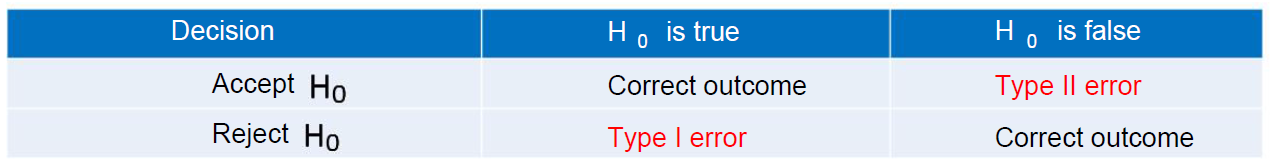 Decision H 0 is true H 0 is false
Accept H0 Correct outcome Type II error
Reject H0 Type I error Correct outcome